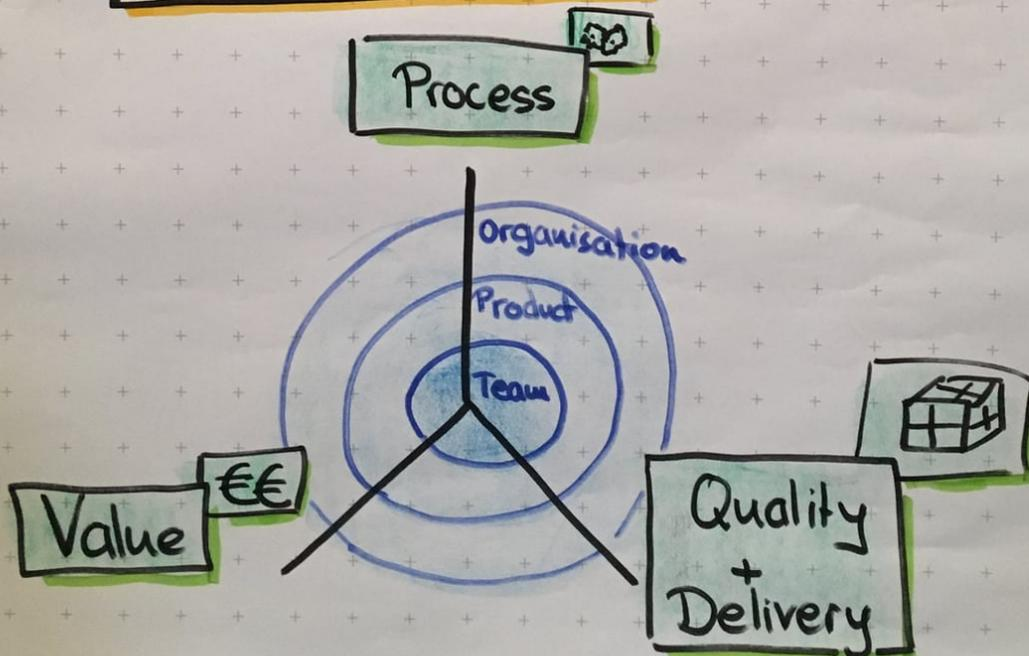 Process
Organisation
Product
Team
€€
Value
Quality
+
Delivery